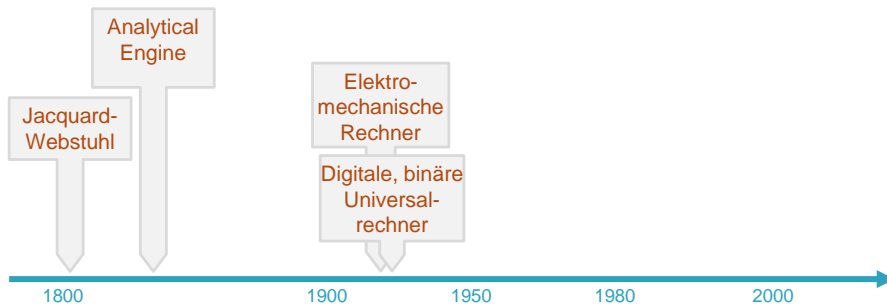 Analytical
Engine
Jacquard-
Webstuhl
Elektro-
mechanische
Rechner
Digitale, binäre
Universal-
rechner
1800
1900
1950
1980
2000